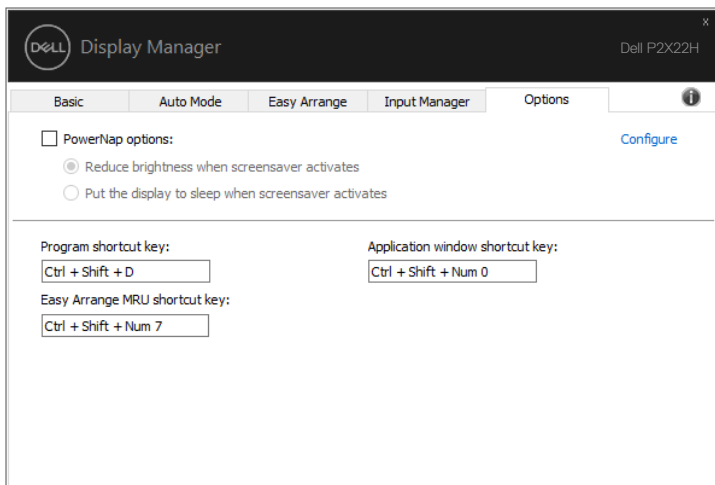 x
DELL Display Manager Dell P2X22H
Basic Auto Mode Easy Arrange Input Manager Options i
PowerNap options: Configure
Reduce brightness when screensaver activates
Put the display to sleep when screensaver activates
Program shortcut key: Application window shortcut key:
Ctrl + Shift + D Ctrl + Shift + Num 0
Easy Arrange MRU shortcut key:
Ctrl + Shift + Num 7